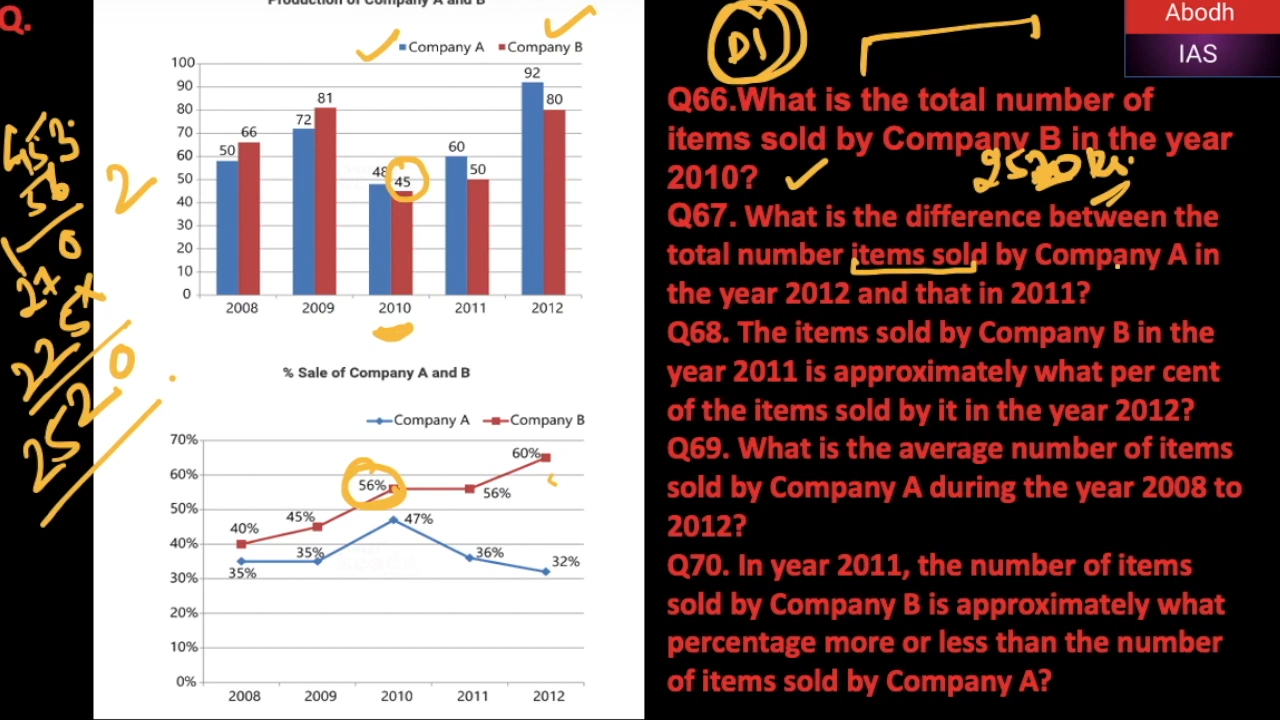 Q.
Production of Company A and B
Company A Company B
100
90
80
70
60
50
40
30
20
10
0
50 66 72 81 48 45 60 50 92 80
2008 2009 2010 2011 2012
% Sale of Company A and B
Company A Company B
70%
60%
50%
40%
30%
20%
10%
0%
40% 45% 56% 56% 60%
35% 35% 47% 36% 32%
2008 2009 2010 2011 2012
453
56
2
270
225x
0
2520
DI
Abodh
IAS
Q66.What is the total number of
items sold by Company B in the year
2010?
Q67. What is the difference between the
total number items sold by Company A in
the year 2012 and that in 2011?
Q68. The items sold by Company B in the
year 2011 is approximately what per cent
of the items sold by it in the year 2012?
Q69. What is the average number of items
sold by Company A during the year 2008 to
2012?
Q70. In year 2011, the number of items
sold by Company B is approximately what
percentage more or less than the number
of items sold by Company A?